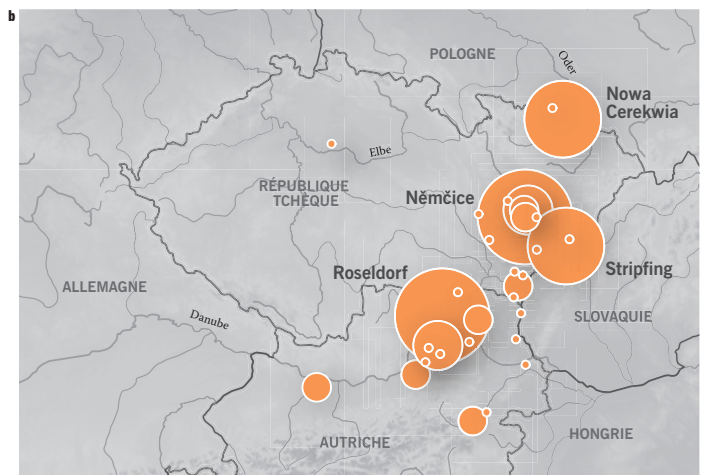 b
POLOGNE
Oder
Nowa
Cerekwia
Elbe
RÉPUBLIQUE
TCHÈQUE
Němčice
Roseldorf
Stripfing
ALLEMAGNE
Danube
SLOVAQUIE
AUTRICHE
HONGRIE